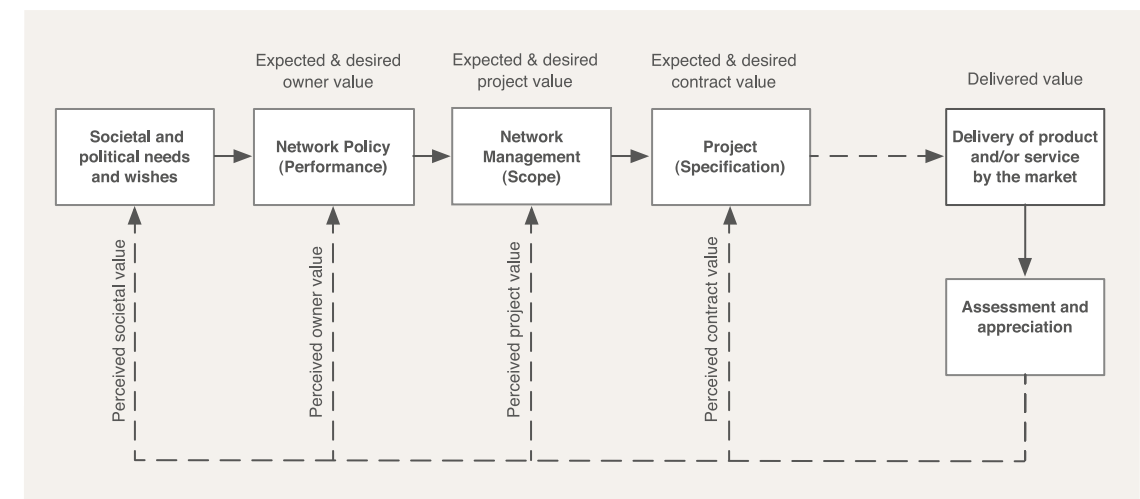 Expected & desired
owner value
Expected & desired
project value
Expected & desired
contract value
Delivered value
Societal and
political needs
and wishes
Network Policy
(Performance)
Network
Management
(Scope)
Project
(Specification)
Delivery of product
and/or service
by the market
Perceived societal value
Perceived owner value
Perceived project value
Perceived contract value
Assessment and
appreciation